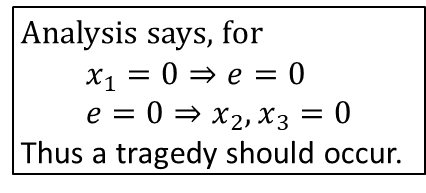 Analysis says, for
x₁ = 0 ⇒ e = 0
e = 0 ⇒ x₂, x₃ = 0
Thus a tragedy should occur.